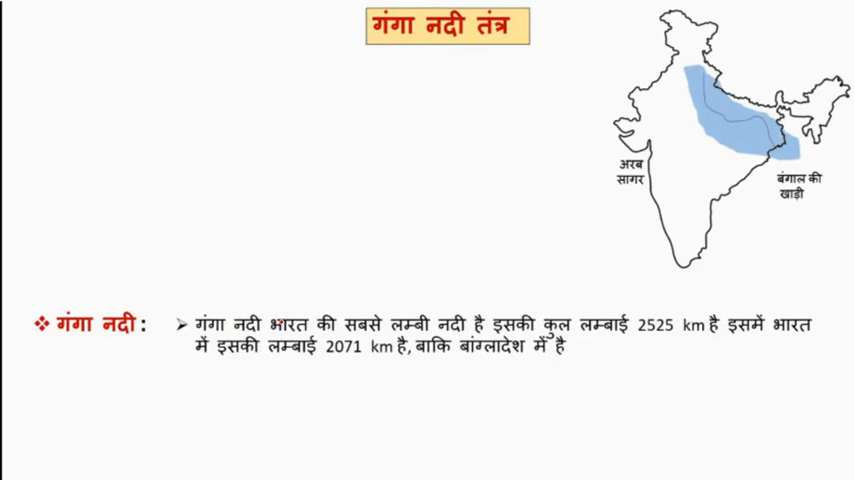 गंगा नदी तंत्र
अरब
सागर
बंगाल की
खाड़ी
❖ गंगा नदी : ➢ गंगा नदी भारत की सबसे लम्बी नदी है इसकी कुल लम्बाई 2525 km है इसमें भारत
में इसकी लम्बाई 2071 km है, बाकि बांग्लादेश में है